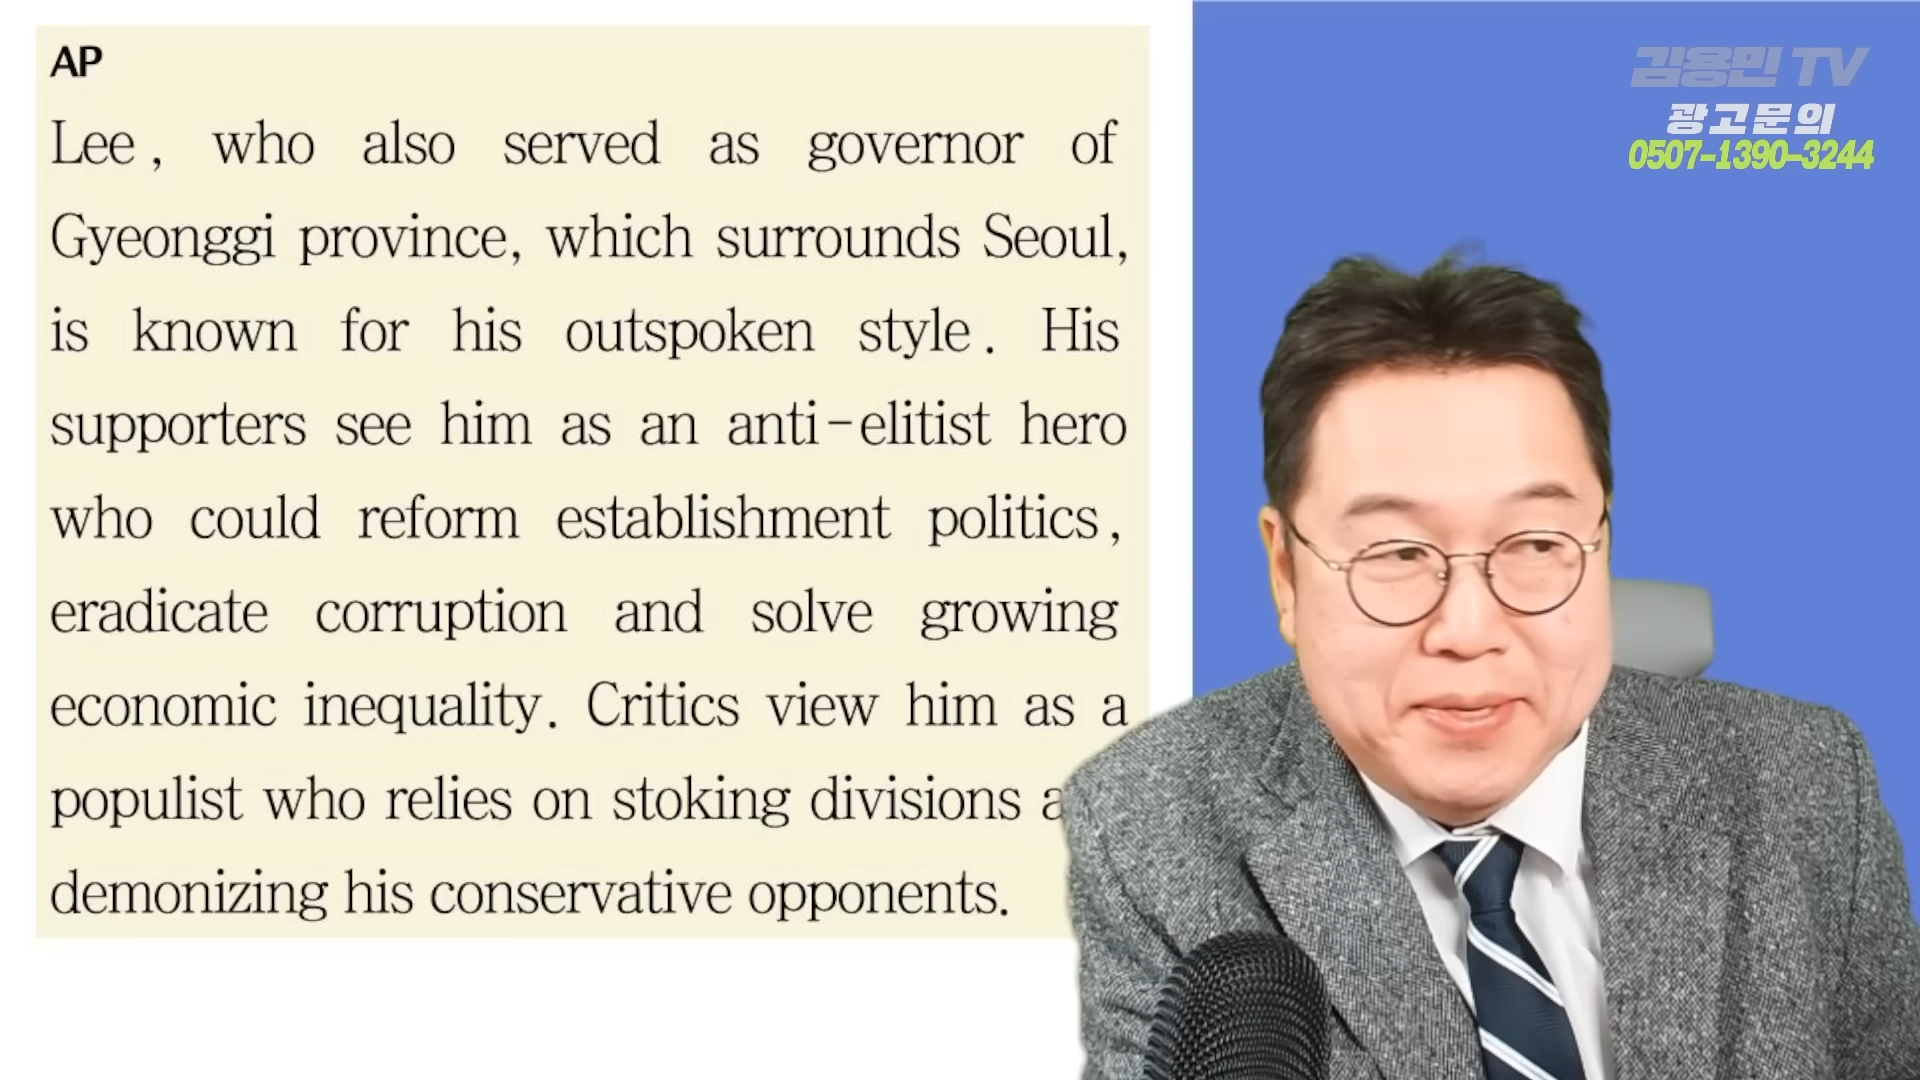 AP
Lee, who also served as governor of
Gyeonggi province, which surrounds Seoul,
is known for his outspoken style. His
supporters see him as an anti-elitist hero
who could reform establishment politics,
eradicate corruption and solve growing
economic inequality. Critics view him as a
populist who relies on stoking divisions
demonizing his conservative opponents.
김용민 TV
광고문의
0507-1390-3244